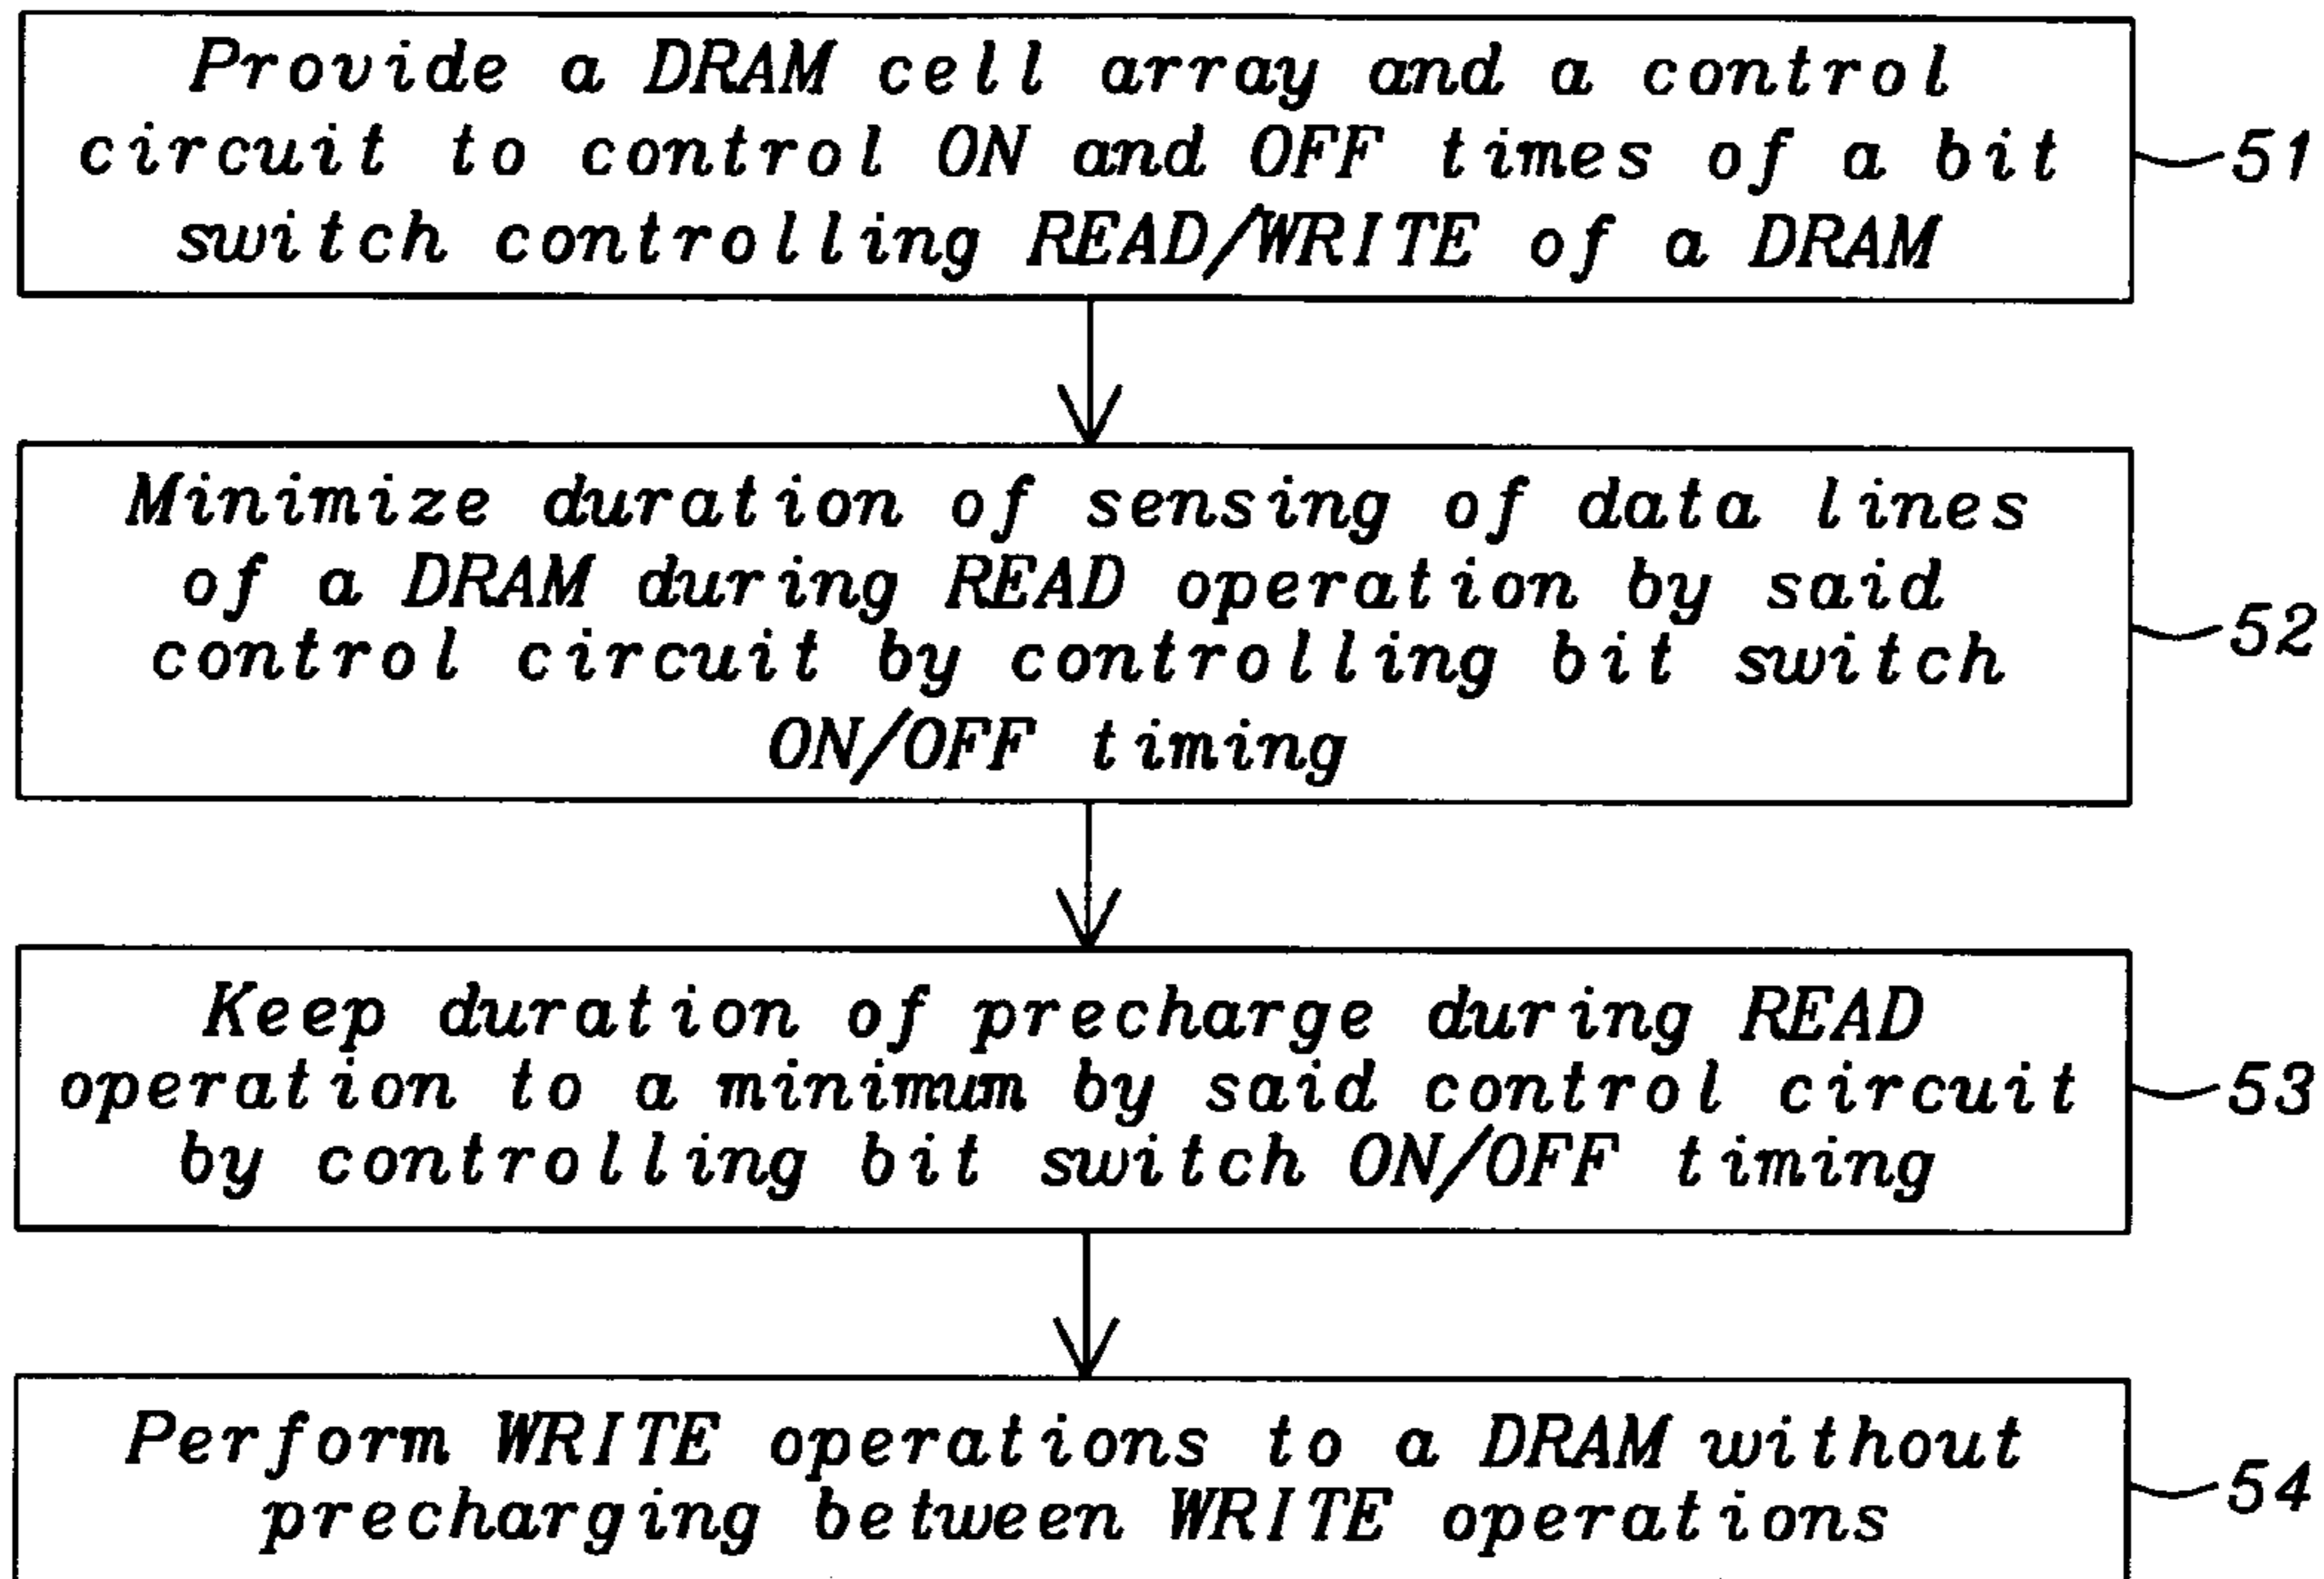 Provide a DRAM cell array and a control
circuit to control ON and OFF times of a bit
switch controlling READ/WRITE of a DRAM
51
Minimize duration of sensing of data lines
of a DRAM during READ operation by said
control circuit by controlling bit switch
ON/OFF timing
52
Keep duration of precharge during READ
operation to a minimum by said control circuit
by controlling bit switch ON/OFF timing
53
Perform WRITE operations to a DRAM without
precharging between WRITE operations
54